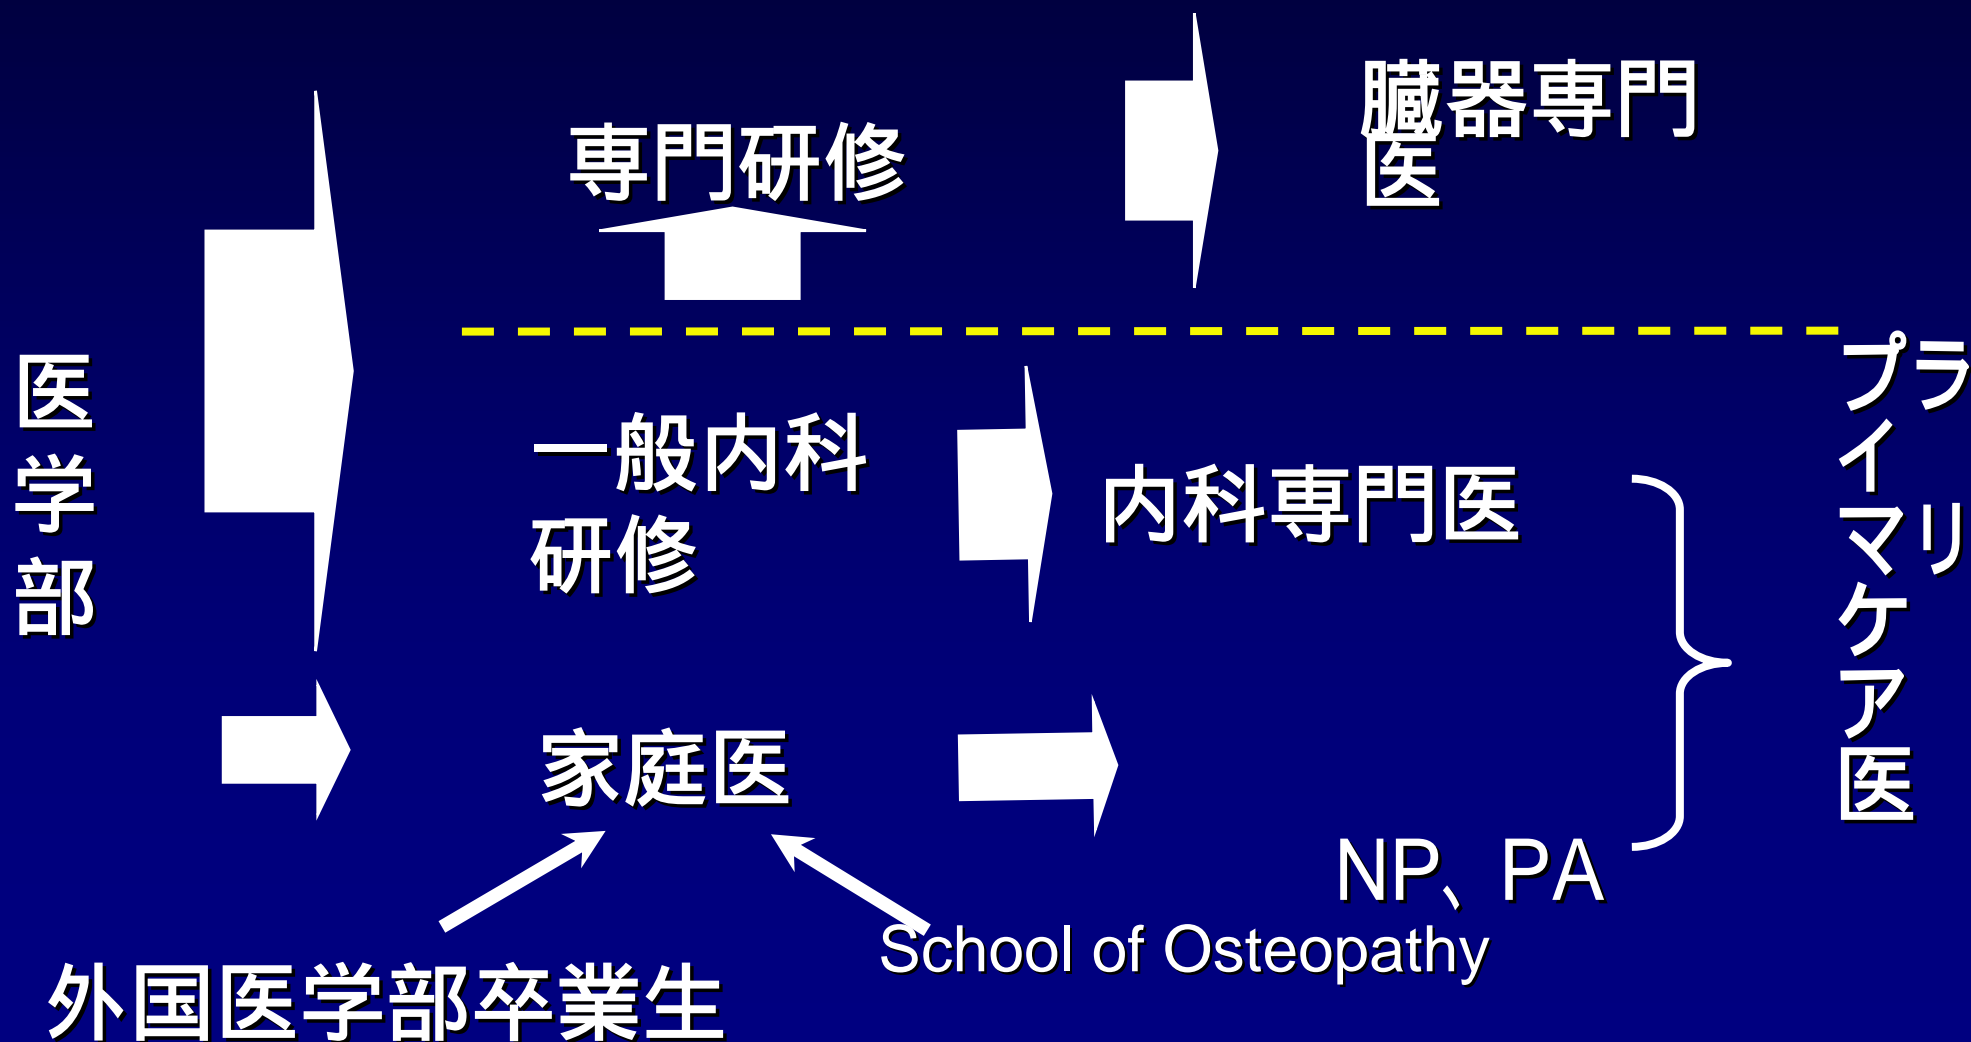 臓器専門
医
専門研修
医
学
部
一般内科
研修
内科専門医
プライマリケア医
家庭医
NP、PA
School of Osteopathy
外国医学部卒業生